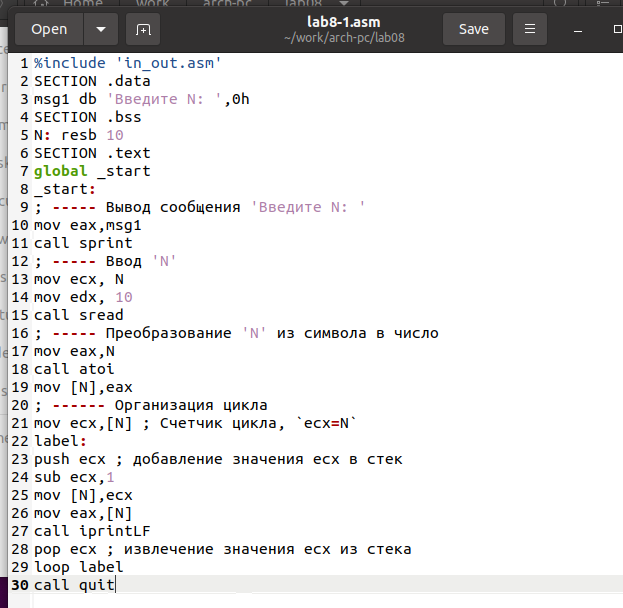 Home work arch-pc lab08
Open lab8-1.asm Save
~/work/arch-pc/lab08
1 %include 'in_out.asm'
2 SECTION .data
3 msg1 db 'Введите N: ',0h
4 SECTION .bss
5 N: resb 10
6 SECTION .text
7 global _start
8 _start:
9 ; ----- Вывод сообщения 'Введите N: '
10 mov eax,msg1
11 call sprint
12 ; ----- Ввод 'N'
13 mov ecx, N
14 mov edx, 10
15 call sread
16 ; ----- Преобразование 'N' из символа в число
17 mov eax,N
18 call atoi
19 mov [N],eax
20 ; ------ Организация цикла
21 mov ecx,[N] ; Счетчик цикла, `ecx=N`
22 label:
23 push ecx ; добавление значения ecx в стек
24 sub ecx,1
25 mov [N],ecx
26 mov eax,[N]
27 call iprintLF
28 pop ecx ; извлечение значения ecx из стека
29 loop label
30 call quit